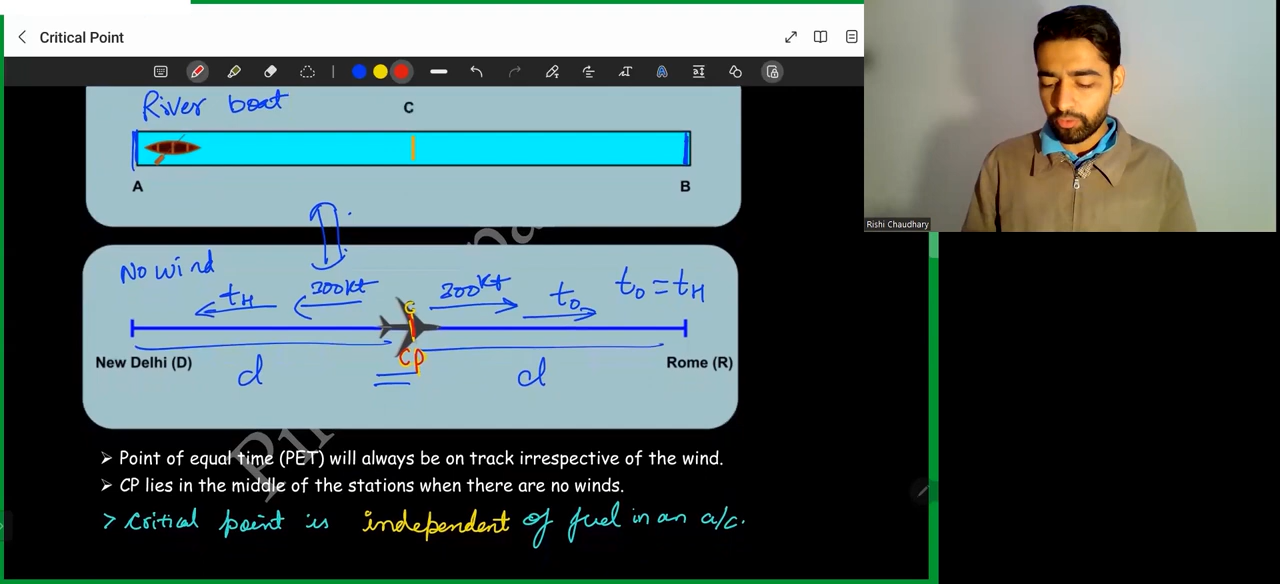 Critical Point
River boat
C
A
B
No wind
tH
300kt
300kt
tO
tO = tH
C
CP
New Delhi (D)
d
d
Rome (R)
➢ Point of equal time (PET) will always be on track irrespective of the wind.
➢ CP lies in the middle of the stations when there are no winds.
> Critical point is independent of fuel in an a/c.
Rishi Chaudhary